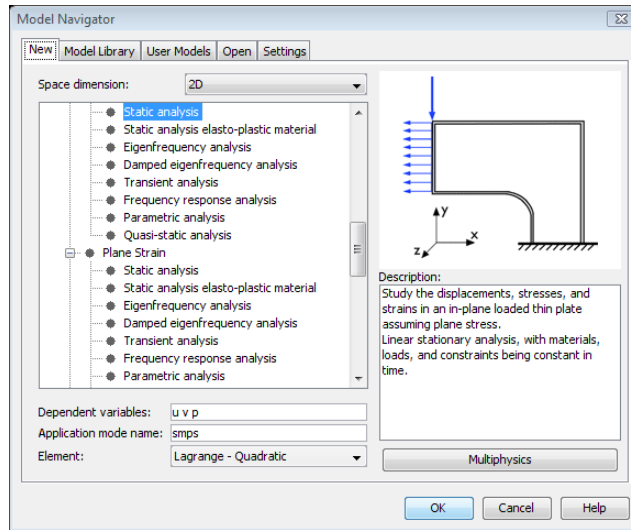 Model Navigator
New Model Library User Models Open Settings
Space dimension: 2D
Static analysis
Static analysis elasto-plastic material
Eigenfrequency analysis
Damped eigenfrequency analysis
Transient analysis
Frequency response analysis
Parametric analysis
Quasi-static analysis
Plane Strain
Static analysis
Static analysis elasto-plastic material
Eigenfrequency analysis
Damped eigenfrequency analysis
Transient analysis
Frequency response analysis
Parametric analysis
Dependent variables: u v p
Application mode name: smps
Element: Lagrange - Quadratic
y
x
z
Description:
Study the displacements, stresses, and
strains in an in-plane loaded thin plate
assuming plane stress.
Linear stationary analysis, with materials,
loads, and constraints being constant in
time.
Multiphysics
OK Cancel Help